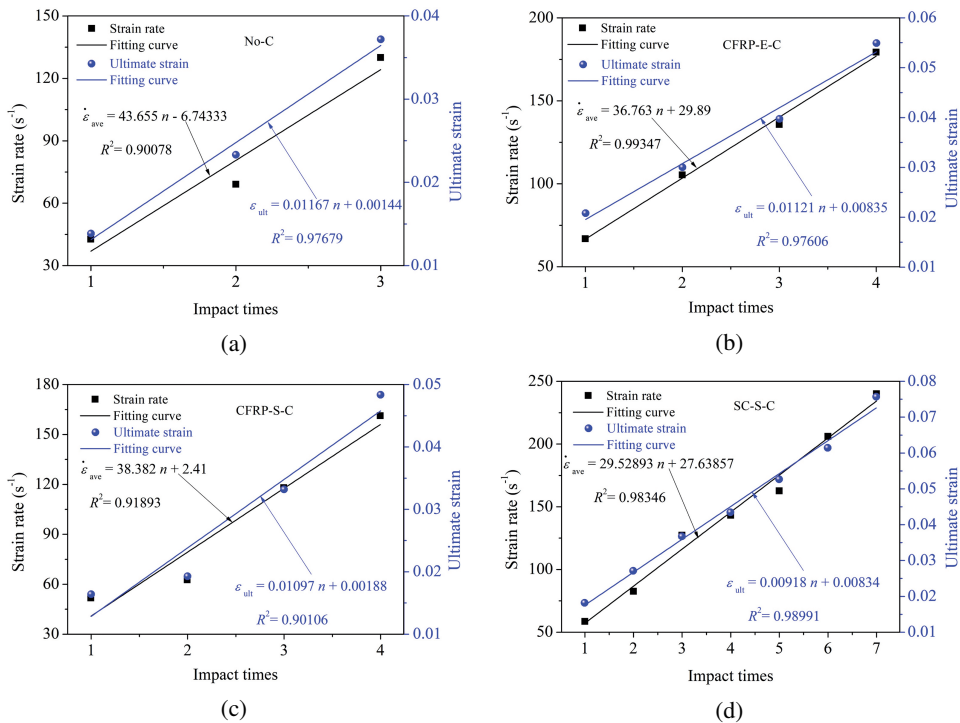 150
120
90
60
30
Strain rate (s⁻¹)
Strain rate
Fitting curve
Ultimate strain
Fitting curve
No-C
ε̇ave = 43.655 n - 6.74333
R² = 0.90078
εult = 0.01167 n + 0.00144
R² = 0.97679
0.04
0.03
0.02
0.01
Ultimate strain
1 2 3
Impact times
(a)
200
150
100
50
Strain rate (s⁻¹)
Strain rate
Fitting curve
Ultimate strain
Fitting curve
CFRP-E-C
ε̇ave = 36.763 n + 29.89
R² = 0.99347
εult = 0.01121 n + 0.00835
R² = 0.97606
0.06
0.05
0.04
0.03
0.02
0.01
Ultimate strain
1 2 3 4
Impact times
(b)
180
150
120
90
60
30
Strain rate (s⁻¹)
Strain rate
Fitting curve
Ultimate strain
Fitting curve
CFRP-S-C
ε̇ave = 38.382 n + 2.41
R² = 0.91893
εult = 0.01097 n + 0.00188
R² = 0.90106
0.05
0.04
0.03
0.02
0.01
Ultimate strain
1 2 3 4
Impact times
(c)
250
200
150
100
50
Strain rate (s⁻¹)
Strain rate
Fitting curve
Ultimate strain
Fitting curve
SC-S-C
ε̇ave = 29.52893 n + 27.63857
R² = 0.98346
εult = 0.00918 n + 0.00834
R² = 0.98991
0.08
0.07
0.06
0.05
0.04
0.03
0.02
0.01
Ultimate strain
1 2 3 4 5 6 7
Impact times
(d)